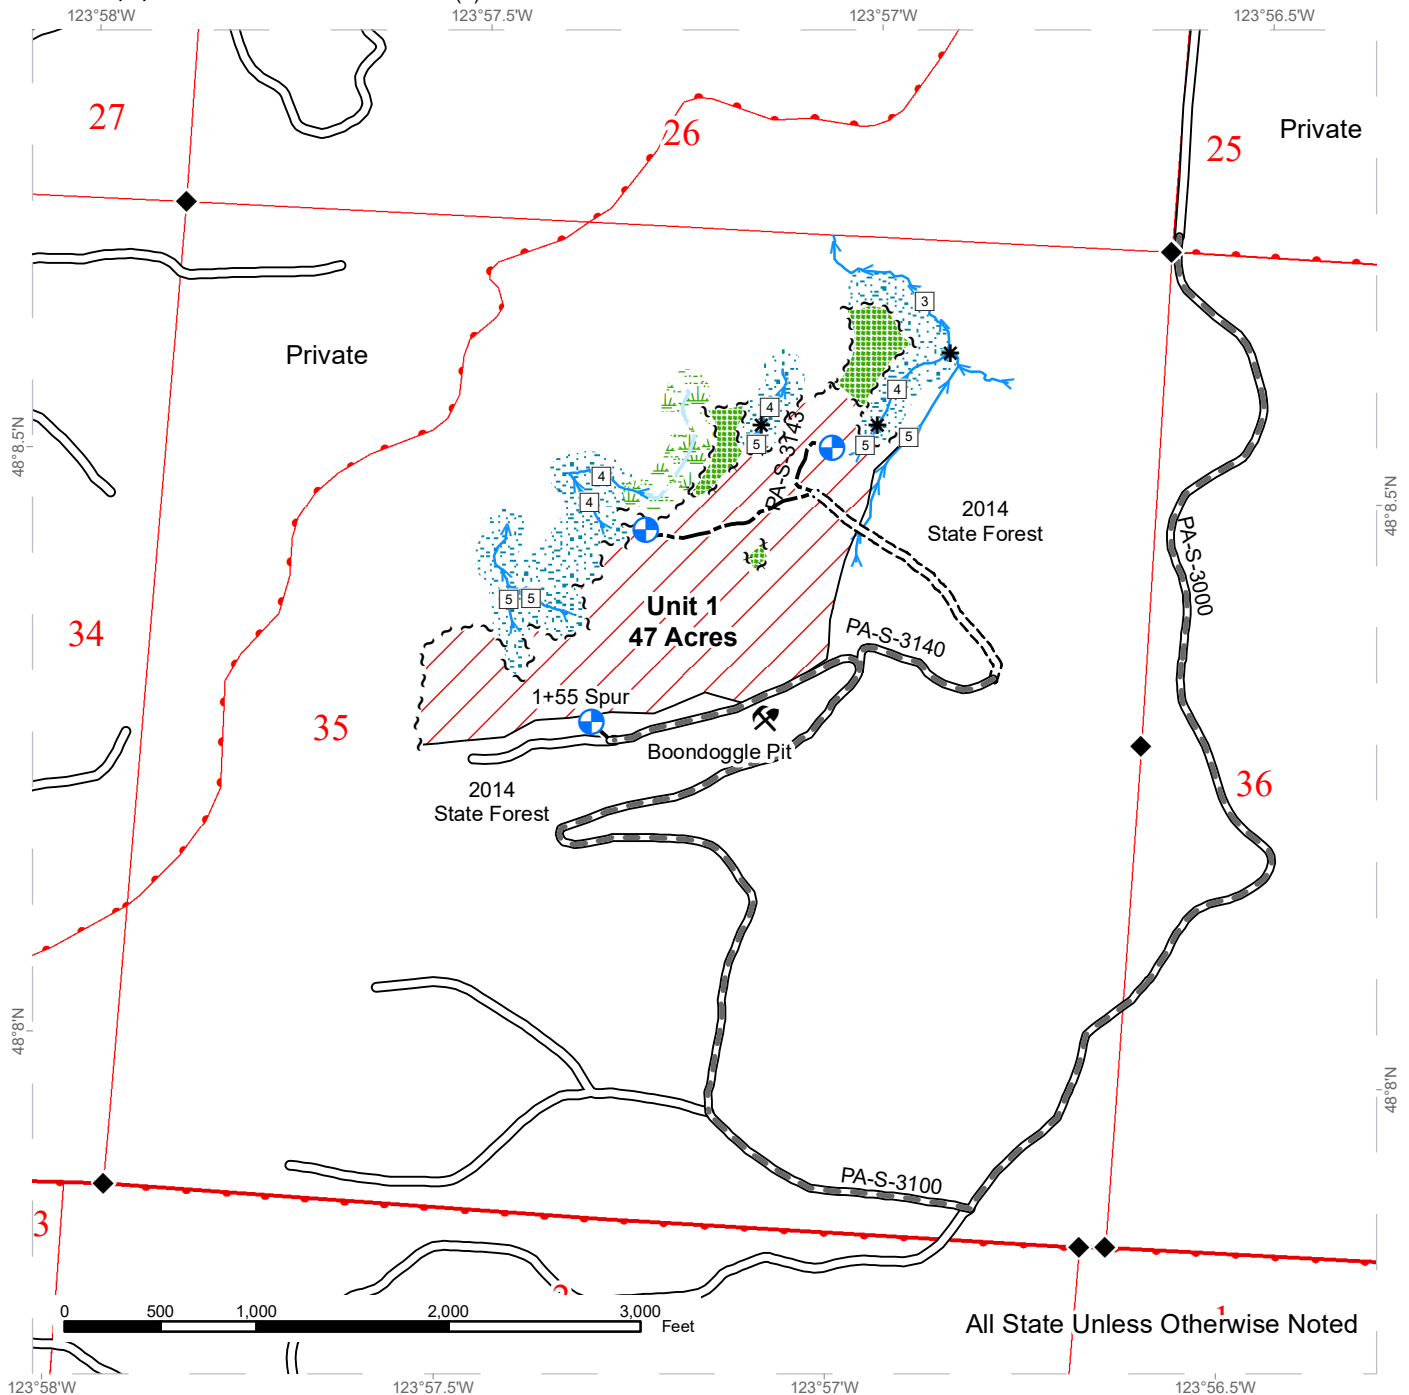 123°58'W
123°57.5'W
123°57'W
123°56.5'W
27
26
25
Private
Private
3
4
4
5
5
5
PA-S-3143
4
4
48°8.5'N
48°8.5'N
2014
State Forest
PA-S-3000
5
5
Unit 1
47 Acres
34
PA-S-3140
1+55 Spur
35
Boondoggle Pit
36
2014
State Forest
48°8'N
48°8'N
PA-S-3100
3
0
500
1,000
2,000
3,000
Feet
1
All State Unless Otherwise Noted
123°58'W
123°57.5'W
123°57'W
123°56.5'W